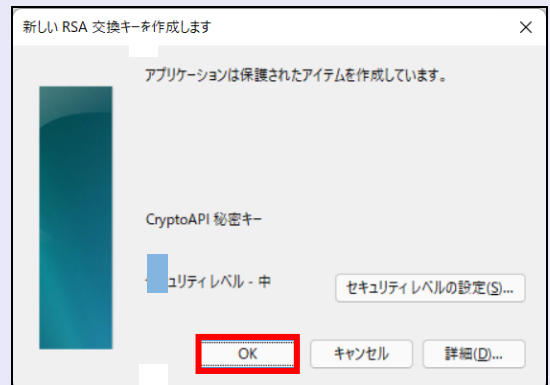 新しい RSA 交換キーを作成します
アプリケーションは保護されたアイテムを作成しています。
CryptoAPI 秘密キー
ュリティ レベル - 中
セキュリティ レベルの設定(S)...
OK
キャンセル
詳細(D)...